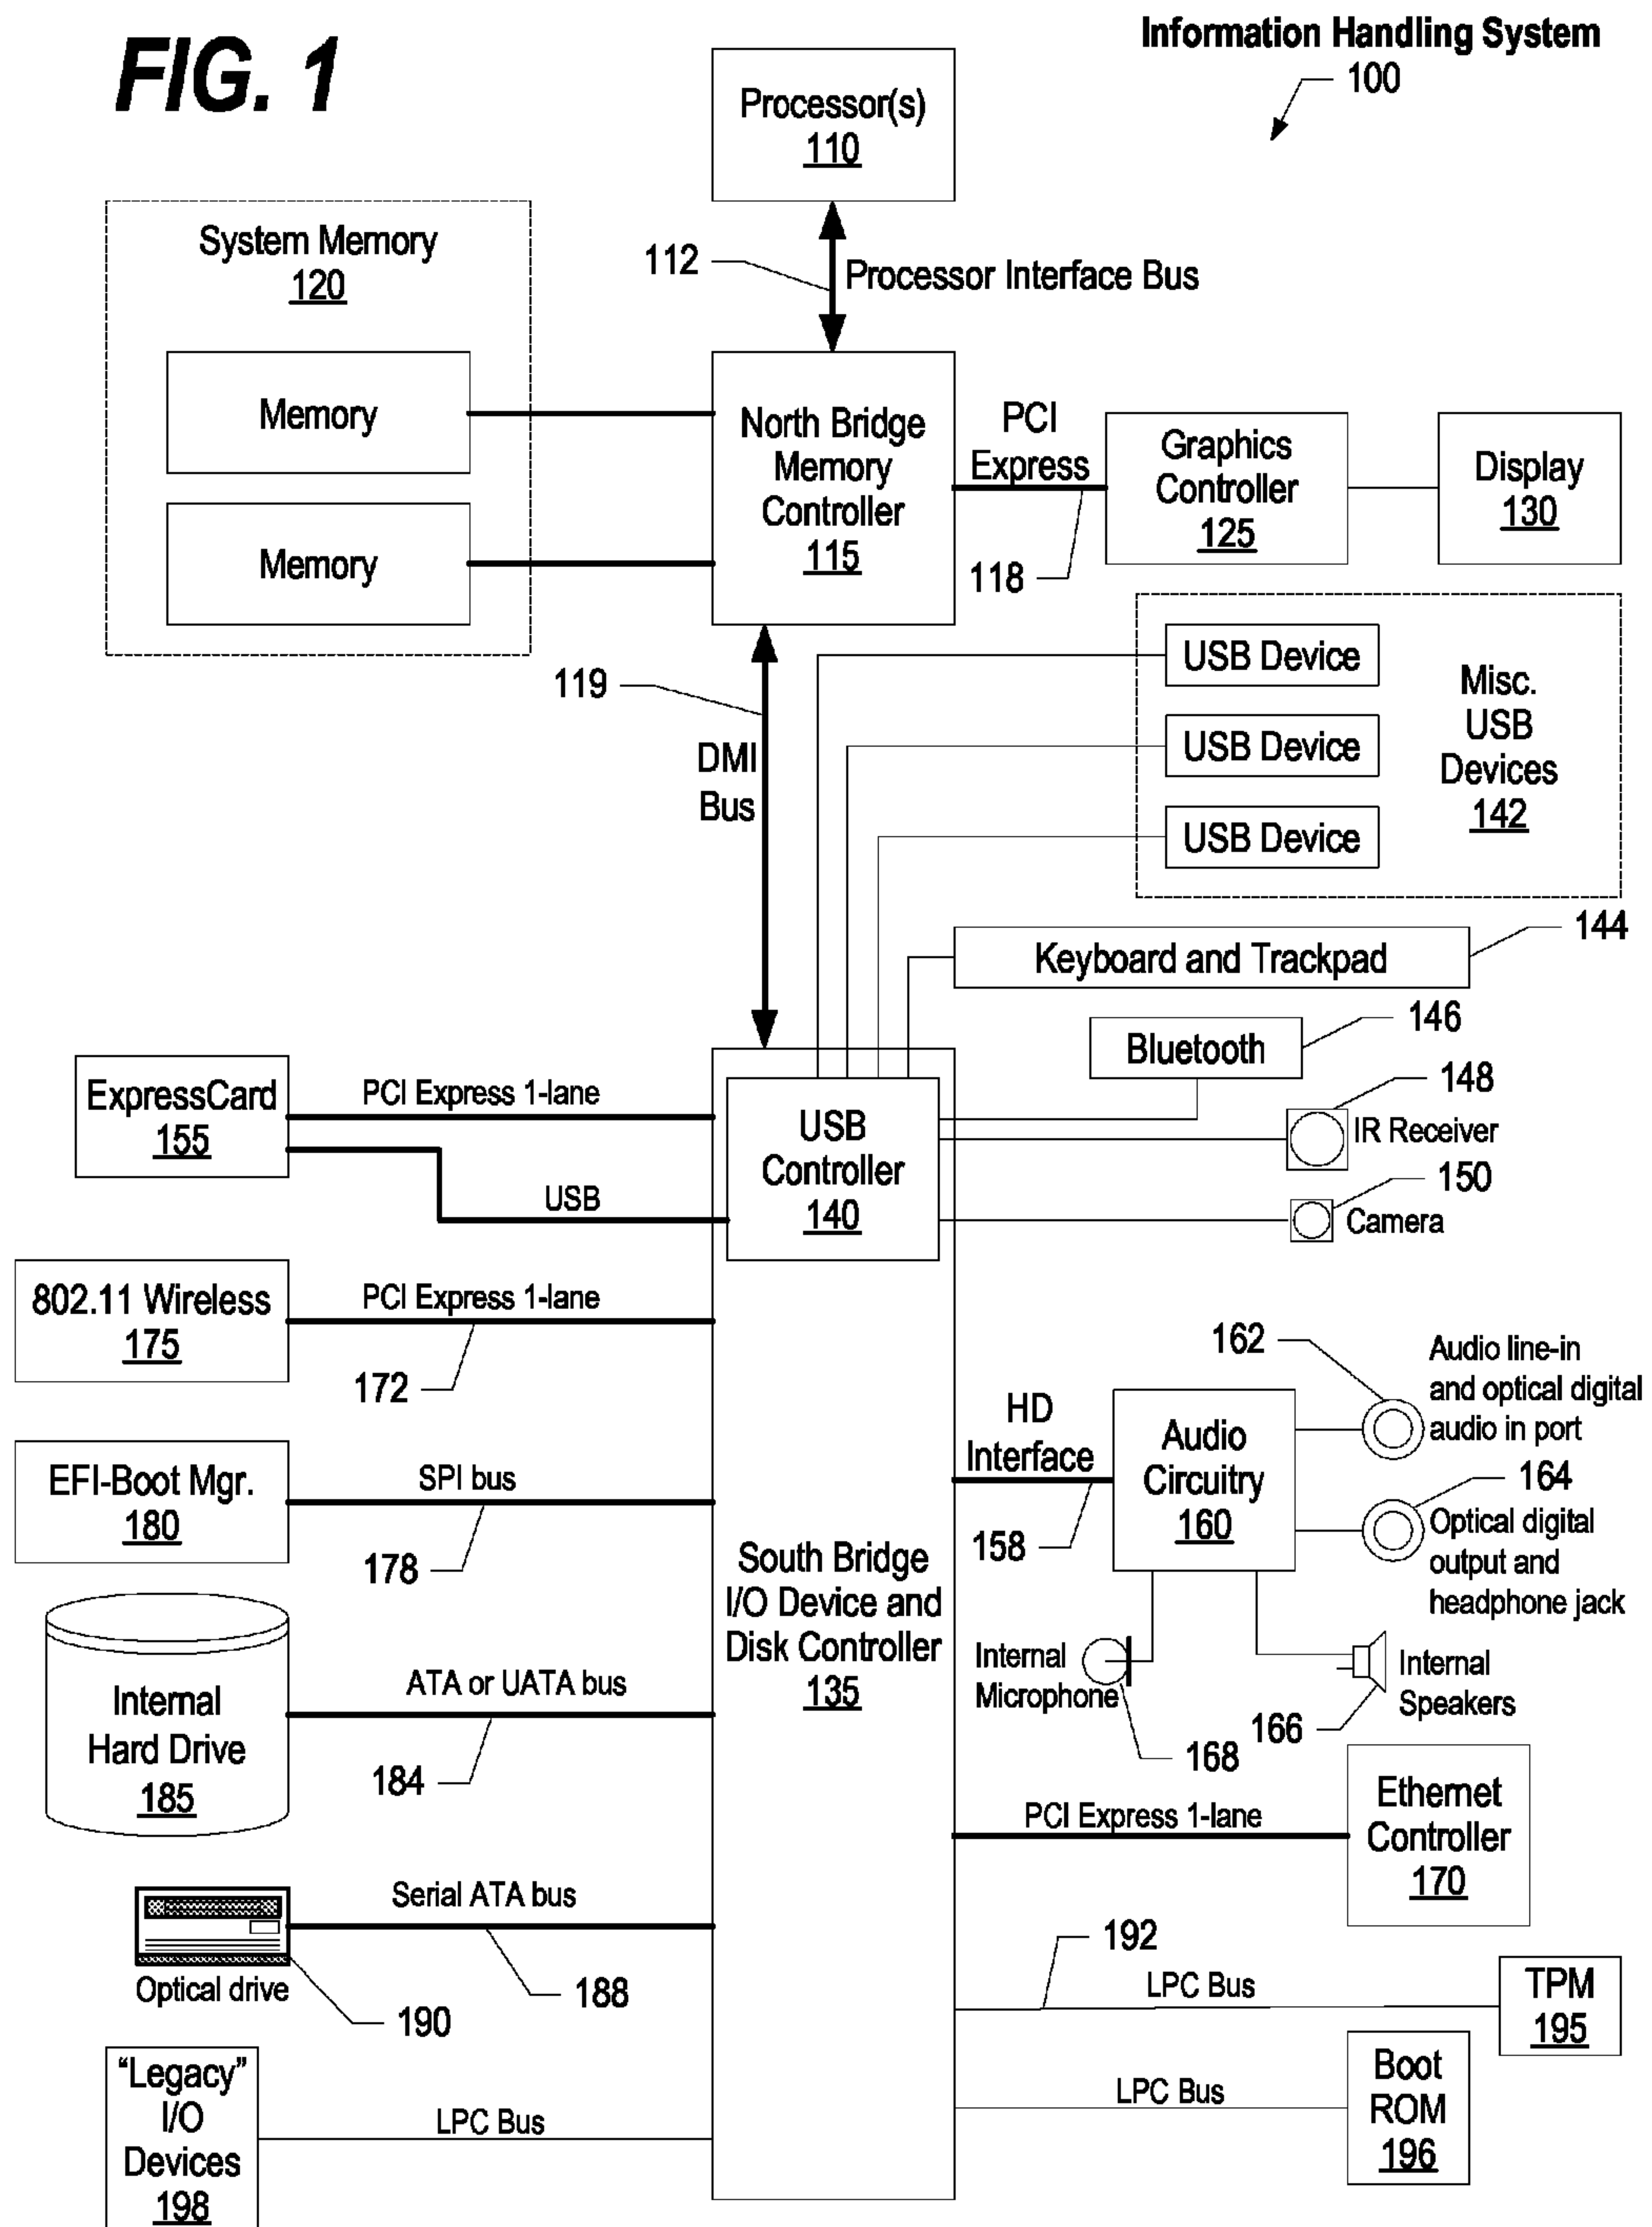 FIG. 1
Information Handling System
100
Processor(s)
110
112
Processor Interface Bus
System Memory
120
Memory
Memory
North Bridge
Memory
Controller
115
PCI
Express
118
Graphics
Controller
125
Display
130
119
DMI
Bus
USB Device
USB Device
USB Device
Misc.
USB
Devices
142
144
Keyboard and Trackpad
146
Bluetooth
148
IR Receiver
150
Camera
ExpressCard
155
PCI Express 1-lane
USB
USB
Controller
140
802.11 Wireless
175
PCI Express 1-lane
172
EFI-Boot Mgr.
180
SPI bus
178
South Bridge
I/O Device and
Disk Controller
135
HD
Interface
158
Audio
Circuitry
160
162
Audio line-in
and optical digital
audio in port
164
Optical digital
output and
headphone jack
Internal
Microphone
168
Internal
Speakers
166
Internal
Hard Drive
185
ATA or UATA bus
184
PCI Express 1-lane
Ethernet
Controller
170
Serial ATA bus
188
Optical drive
190
192
LPC Bus
TPM
195
LPC Bus
Boot
ROM
196
“Legacy”
I/O
Devices
198
LPC Bus